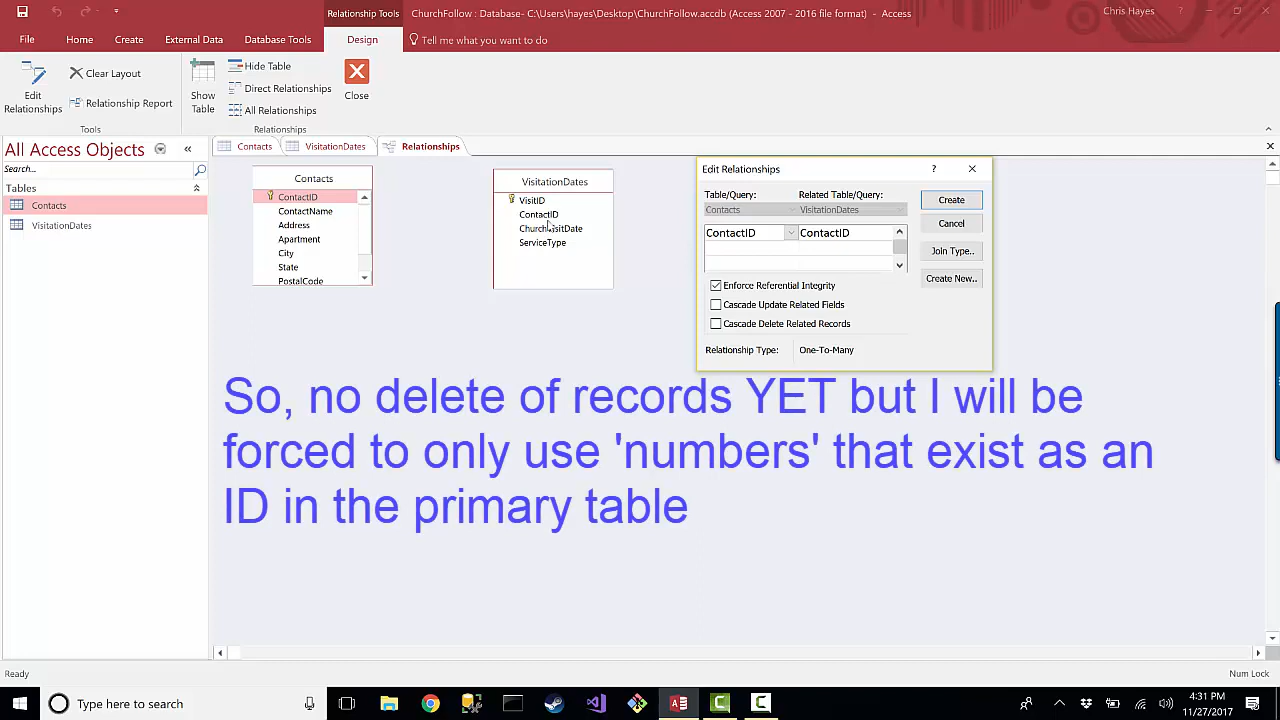 Relationship Tools
ChurchFollow : Database- C:\Users\hayes\Desktop\ChurchFollow.accdb (Access 2007 - 2016 file format) - Access
Chris Hayes
?
File
Home
Create
External Data
Database Tools
Design
Tell me what you want to do
Edit
Relationships
Clear Layout
Relationship Report
Tools
Show
Table
Hide Table
Direct Relationships
All Relationships
Relationships
Close
All Access Objects
Search...
Tables
Contacts
VisitationDates
Contacts
VisitationDates
Relationships
Contacts
ContactID
ContactName
Address
Apartment
City
State
PostalCode
VisitationDates
VisitID
ContactID
ChurchVisitDate
ServiceType
Edit Relationships
?
Table/Query:
Related Table/Query:
Contacts
VisitationDates
ContactID
ContactID
Enforce Referential Integrity
Cascade Update Related Fields
Cascade Delete Related Records
Relationship Type:
One-To-Many
Create
Cancel
Join Type..
Create New..
So, no delete of records YET but I will be
forced to only use 'numbers' that exist as an
ID in the primary table
Ready
Num Lock
Type here to search
4:31 PM
11/27/2017